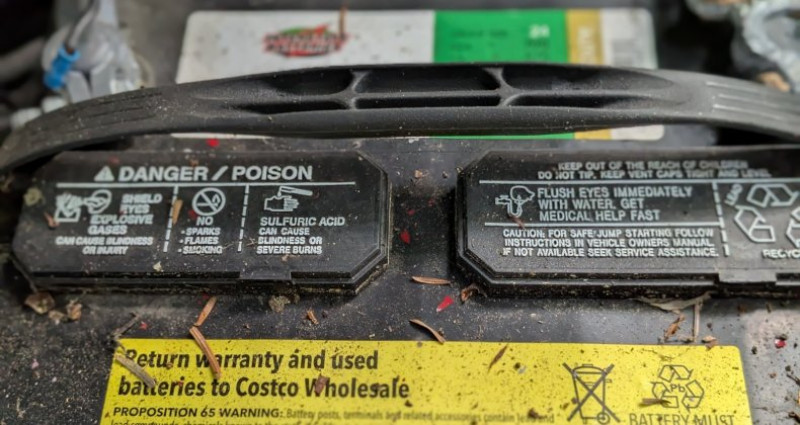 DANGER / POISON
SHIELD
EYES
EXPLOSIVE
GASES
CAN CAUSE BLINDNESS
OR INJURY
NO
•SPARKS
•FLAMES
•SMOKING
SULFURIC ACID
CAN CAUSE
BLINDNESS OR
SEVERE BURNS
KEEP OUT OF THE REACH OF CHILDREN
DO NOT TIP. KEEP VENT CAPS TIGHT AND LEVEL
FLUSH EYES IMMEDIATELY
WITH WATER. GET
MEDICAL HELP FAST
CAUTION: FOR SAFE JUMP STARTING FOLLOW
INSTRUCTIONS IN VEHICLE OWNERS MANUAL.
IF NOT AVAILABLE SEEK SERVICE ASSISTANCE.
LEAD
RECYC
Return warranty and used
batteries to Costco Wholesale
PROPOSITION 65 WARNING: Battery posts, terminals and related accessories contain lead and
Pb
BATTERY MUST